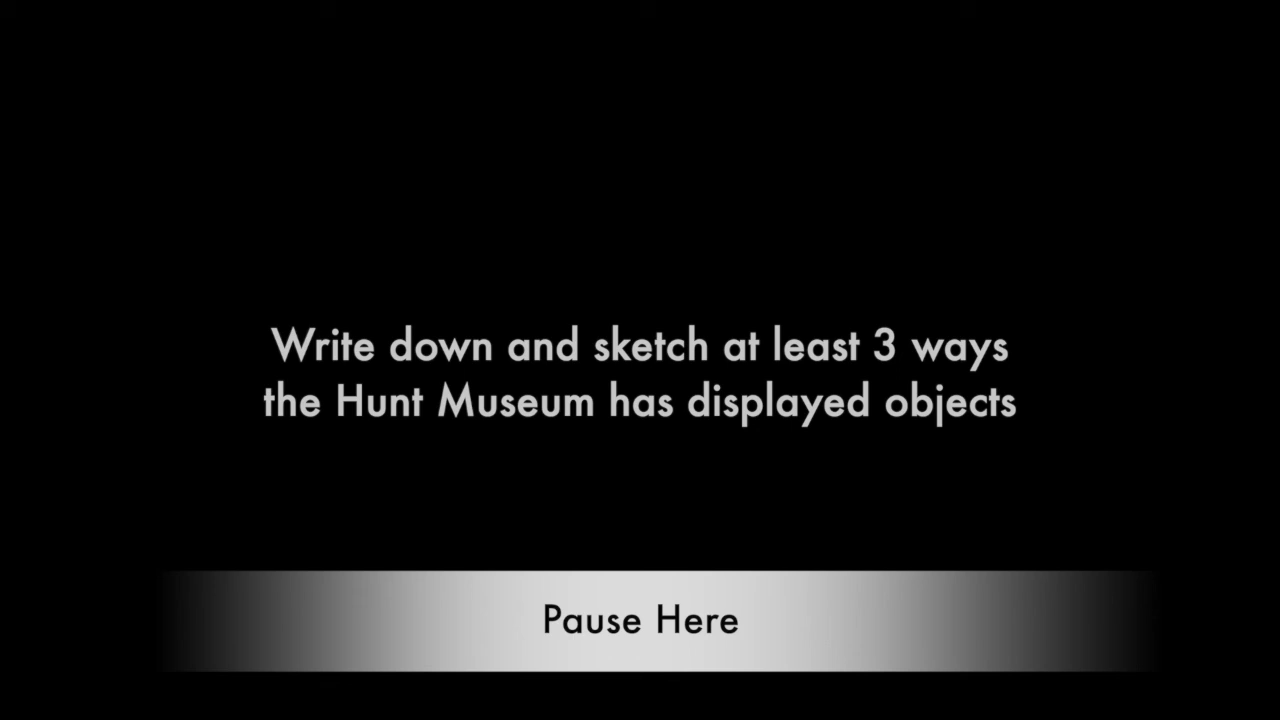 Write down and sketch at least 3 ways
the Hunt Museum has displayed objects
Pause Here